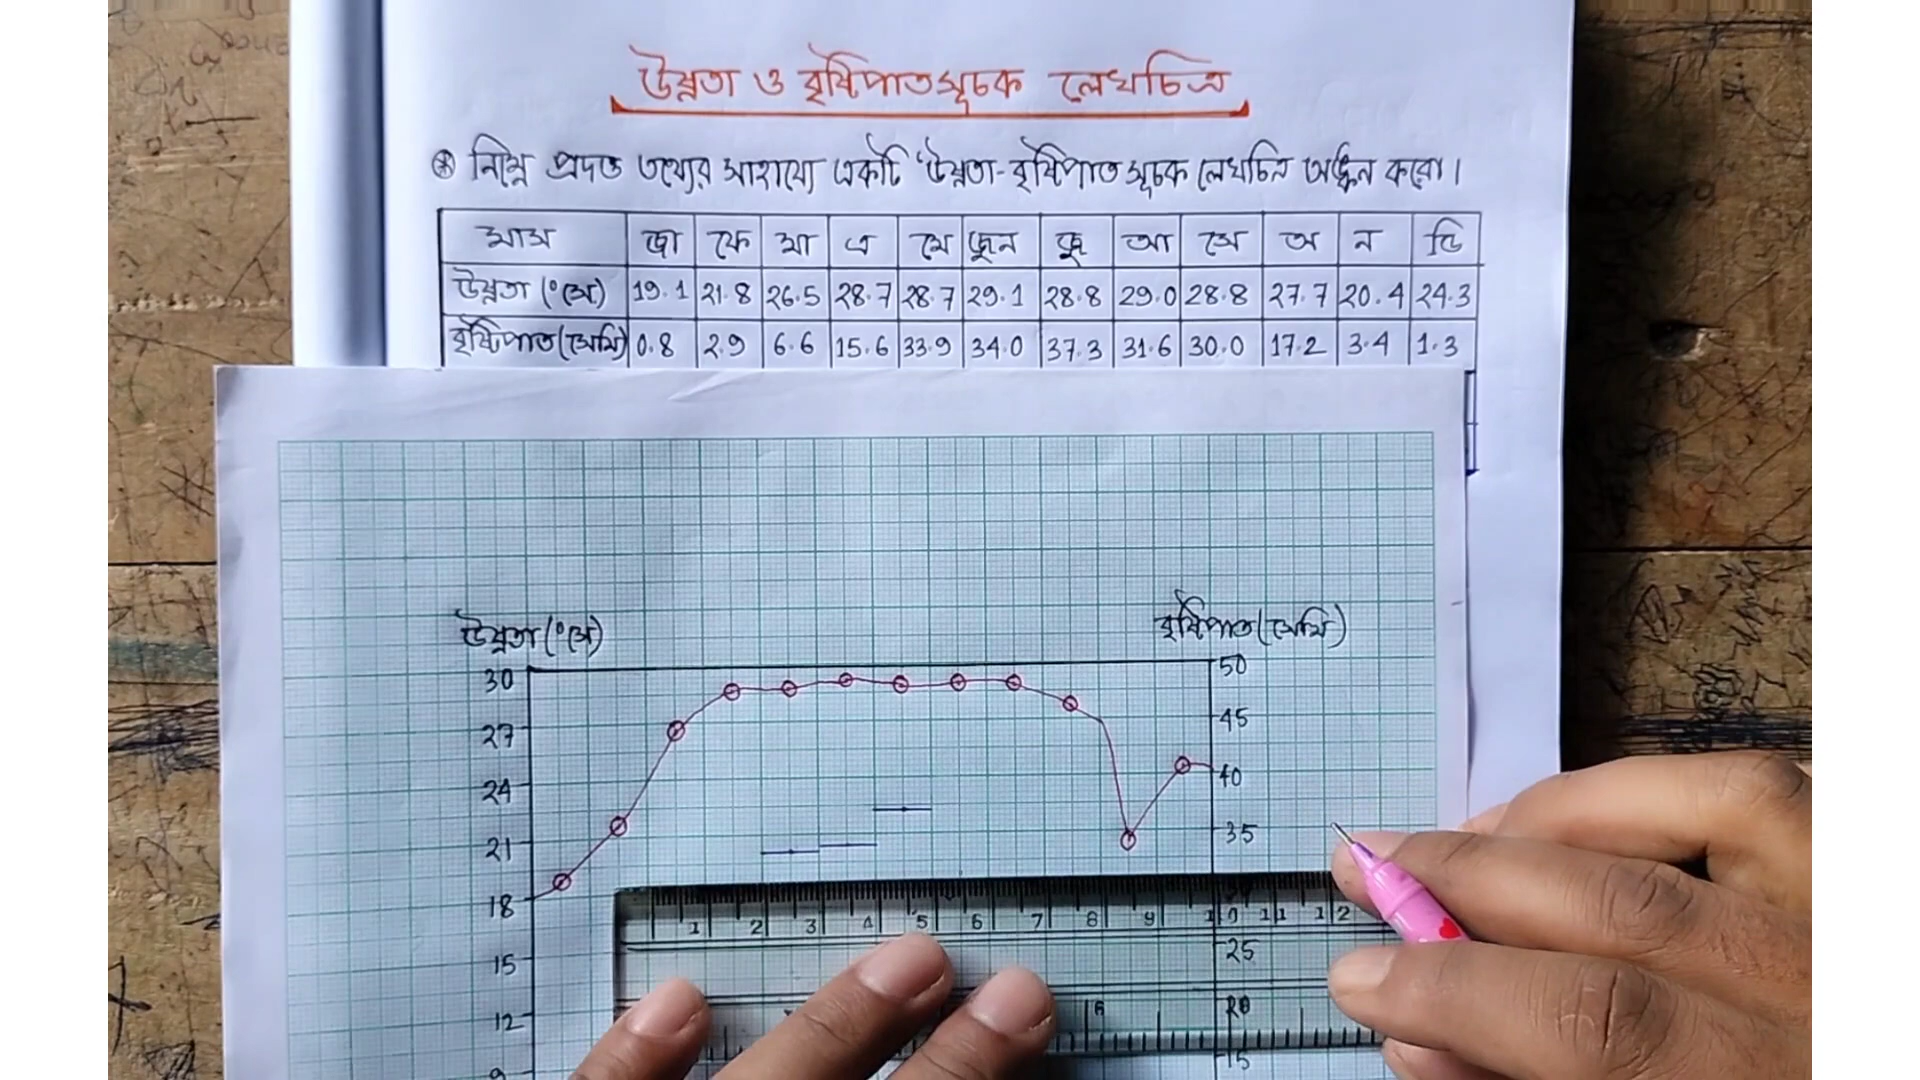 উষ্ণতা ও বৃষ্টিপাতসূচক লেখচিত্র
নিম্নে প্রদত্ত তথ্যের সাহায্যে একটি 'উষ্ণতা-বৃষ্টিপাত সূচক লেখচিত্র অঙ্কন করো।
মাস জা ফে মা এ মে জুন জু আ সে অ ন ডি
উষ্ণতা (°সে) 19.1 21.8 26.5 28.7 28.7 29.1 28.8 29.0 28.8 27.7 20.4 24.3
বৃষ্টিপাত(সেমি) 0.8 2.9 6.6 15.6 33.9 34.0 37.3 31.6 30.0 17.2 3.4 1.3
উষ্ণতা (°সে) বৃষ্টিপাত(সেমি)
30 50
27 45
24 40
21 35
18
1 2 3 4 5 6 7 8 9 10 11 12
15 25
12 20
9 15